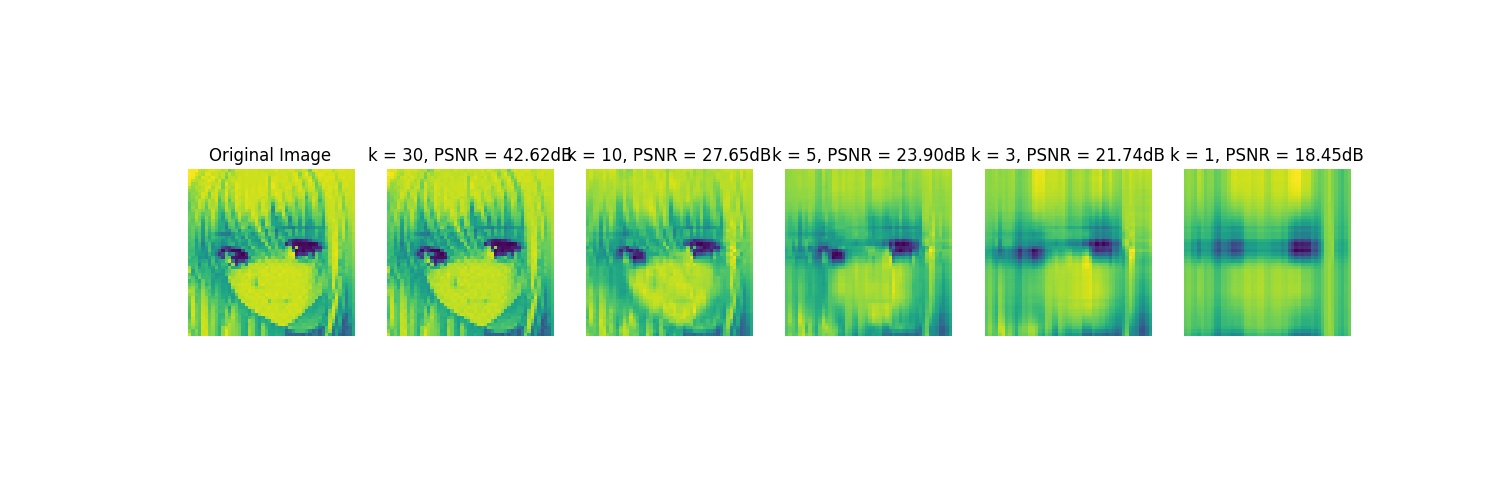 Original Image
k = 30, PSNR = 42.62dB
k = 10, PSNR = 27.65dB
k = 5, PSNR = 23.90dB
k = 3, PSNR = 21.74dB
k = 1, PSNR = 18.45dB